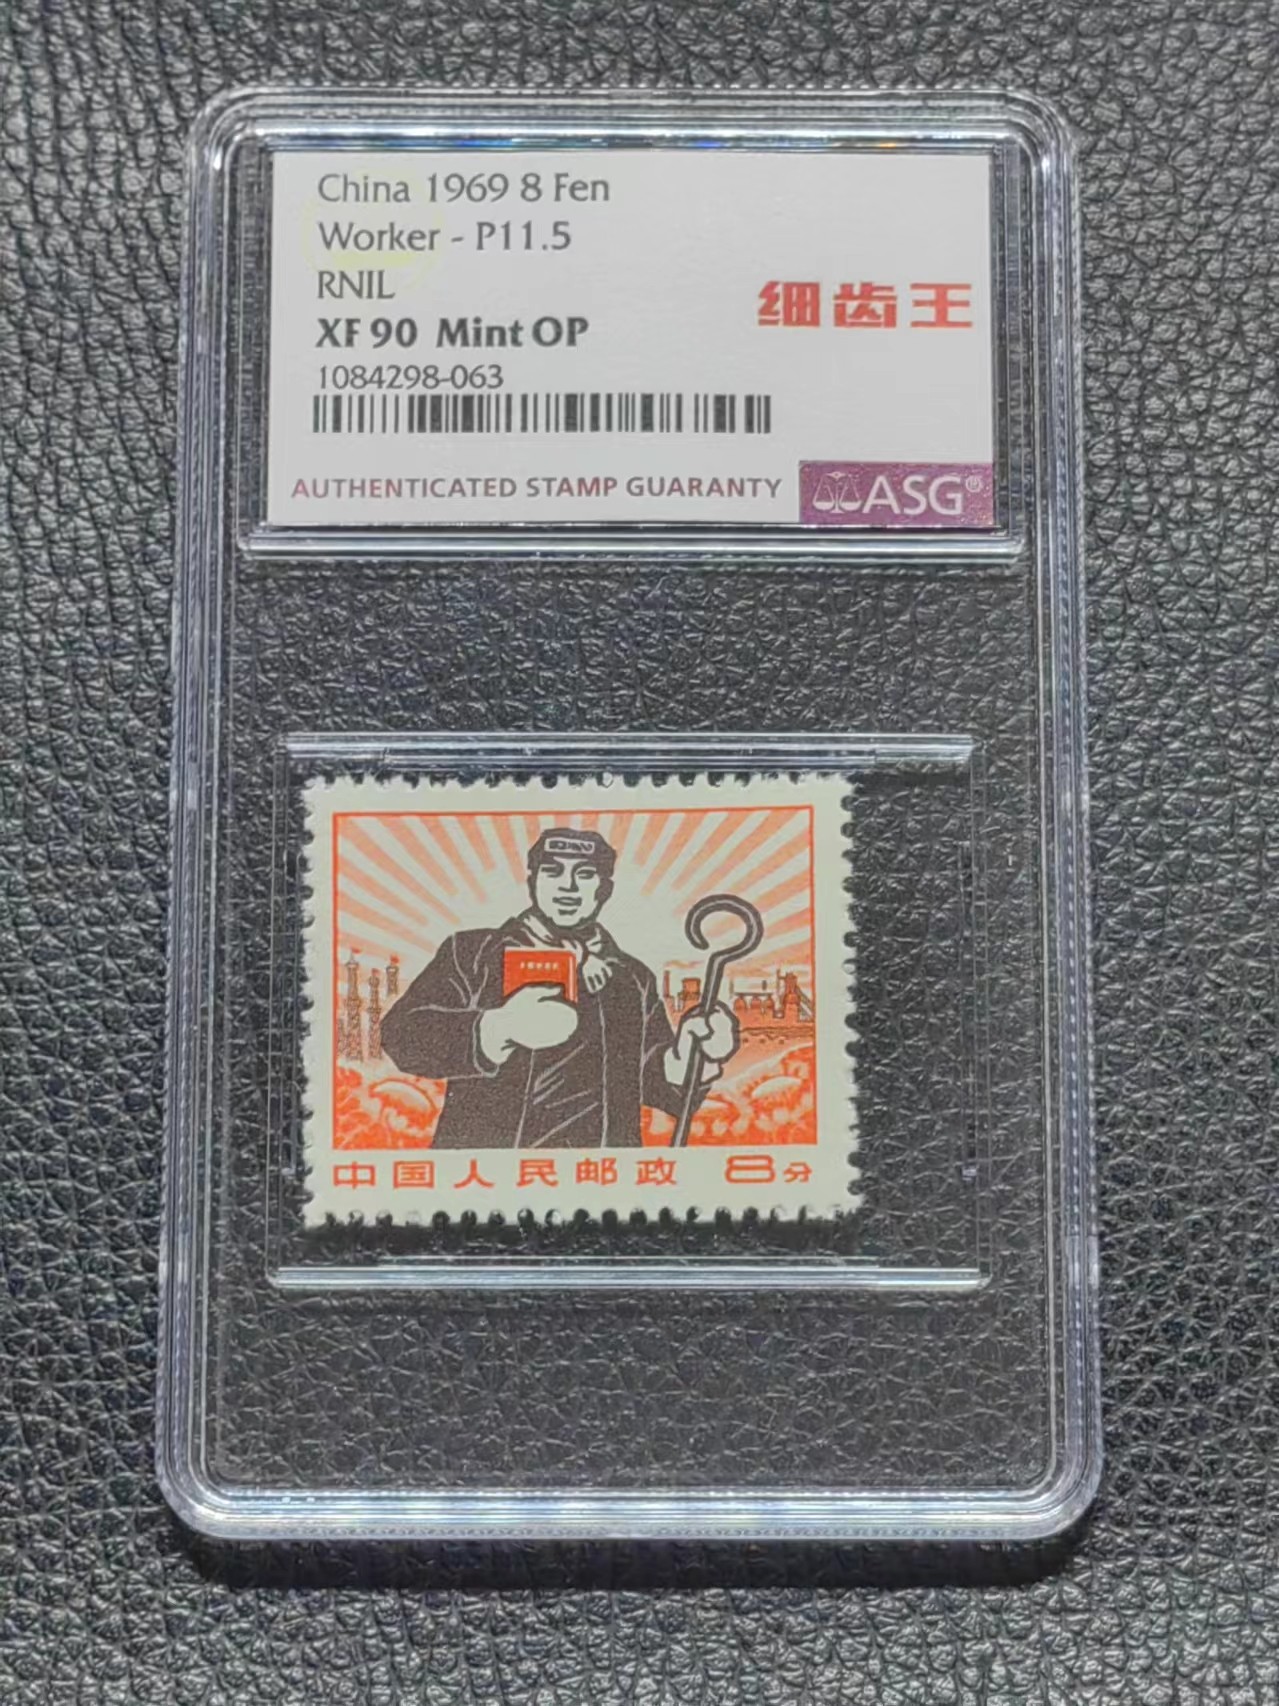 China 1969 8 Fen
Worker - P11.5
RNIL
XF 90 Mint OP
1084298-063
细齿王
AUTHENTICATED STAMP GUARANTY
ASG®
中国人民邮政 8分